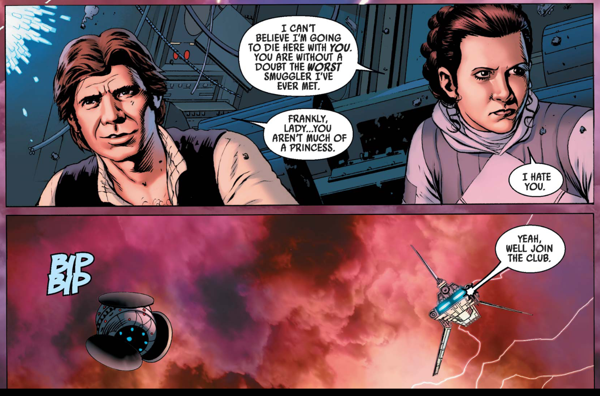 I CAN'T
BELIEVE I'M GOING
TO DIE HERE WITH YOU.
YOU ARE WITHOUT
A DOUBT THE WORST
SMUGGLER I'VE
EVER MET.
FRANKLY,
LADY...YOU
AREN'T MUCH OF
A PRINCESS.
I HATE
YOU.
BIP
BIP
YEAH,
WELL JOIN
THE CLUB.